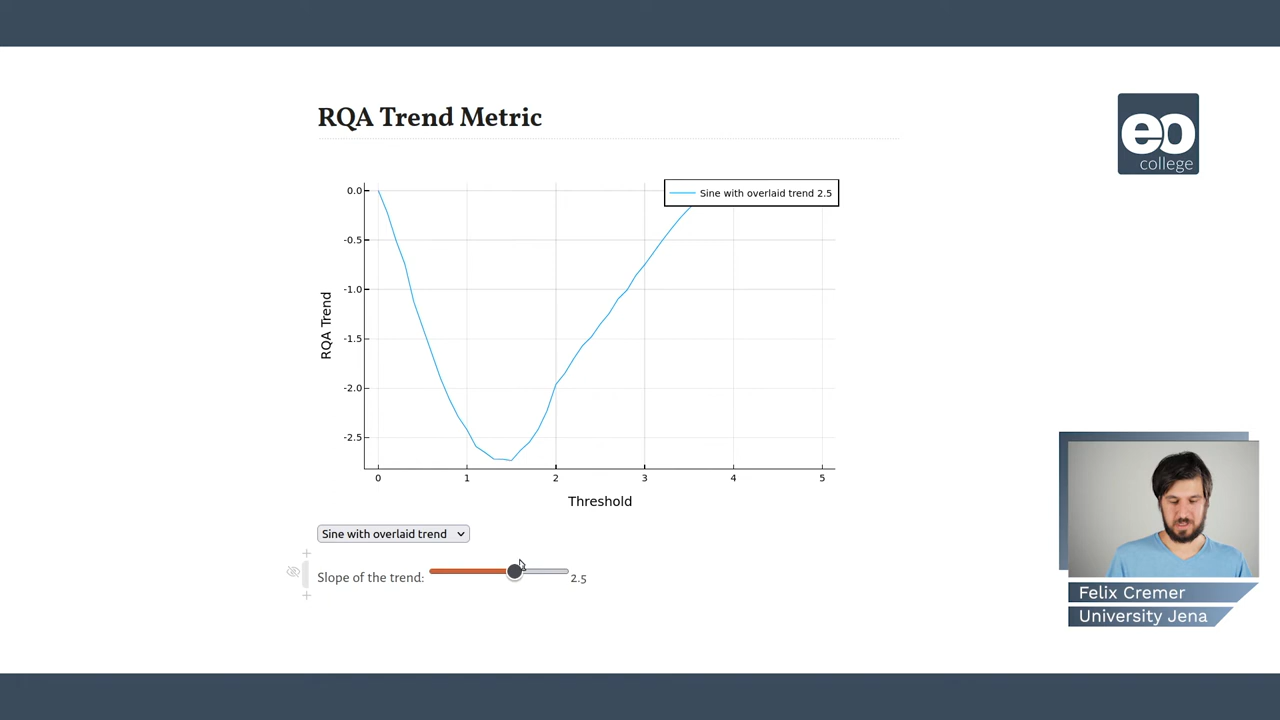 RQA Trend Metric
eo
college
Sine with overlaid trend 2.5
0.0
-0.5
-1.0
-1.5
-2.0
-2.5
RQA Trend
0 1 2 3 4 5
Threshold
Sine with overlaid trend
Slope of the trend: 2.5
Felix Cremer
University Jena